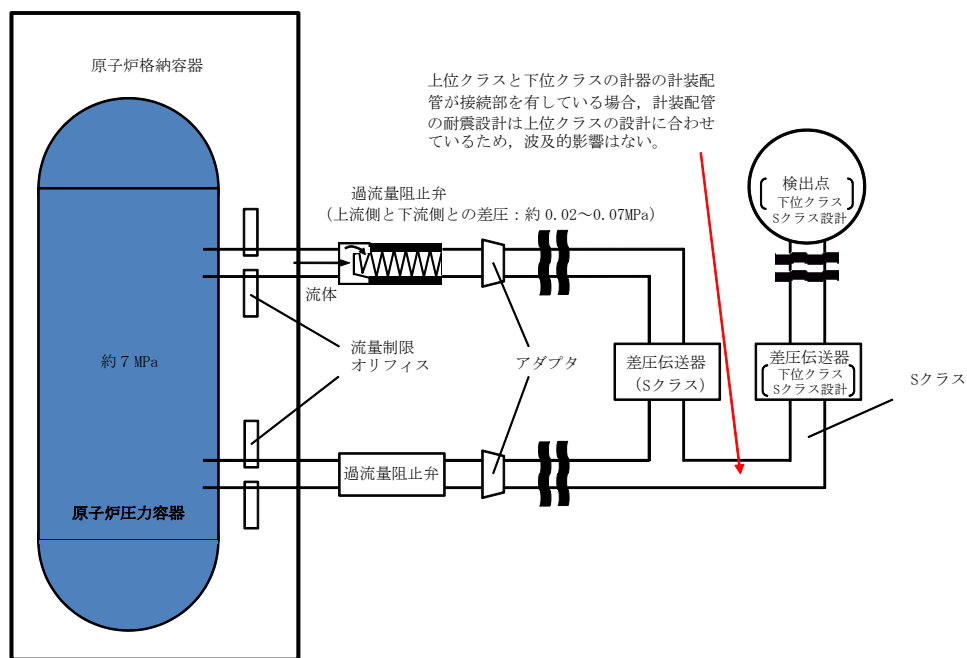 原子炉格納容器
上位クラスと下位クラスの計器の計装配
管が接続部を有している場合，計装配管
の耐震設計は上位クラスの設計に合わせ
ているため，波及的影響はない。
過流量阻止弁
（上流側と下流側との差圧：約 0.02～0.07MPa）
検出点
下位クラス
Sクラス設計
流体
約７MPa
流量制限
オリフィス
アダプタ
差圧伝送器
（Sクラス）
差圧伝送器
下位クラス
Sクラス設計
Sクラス
過流量阻止弁
原子炉圧力容器